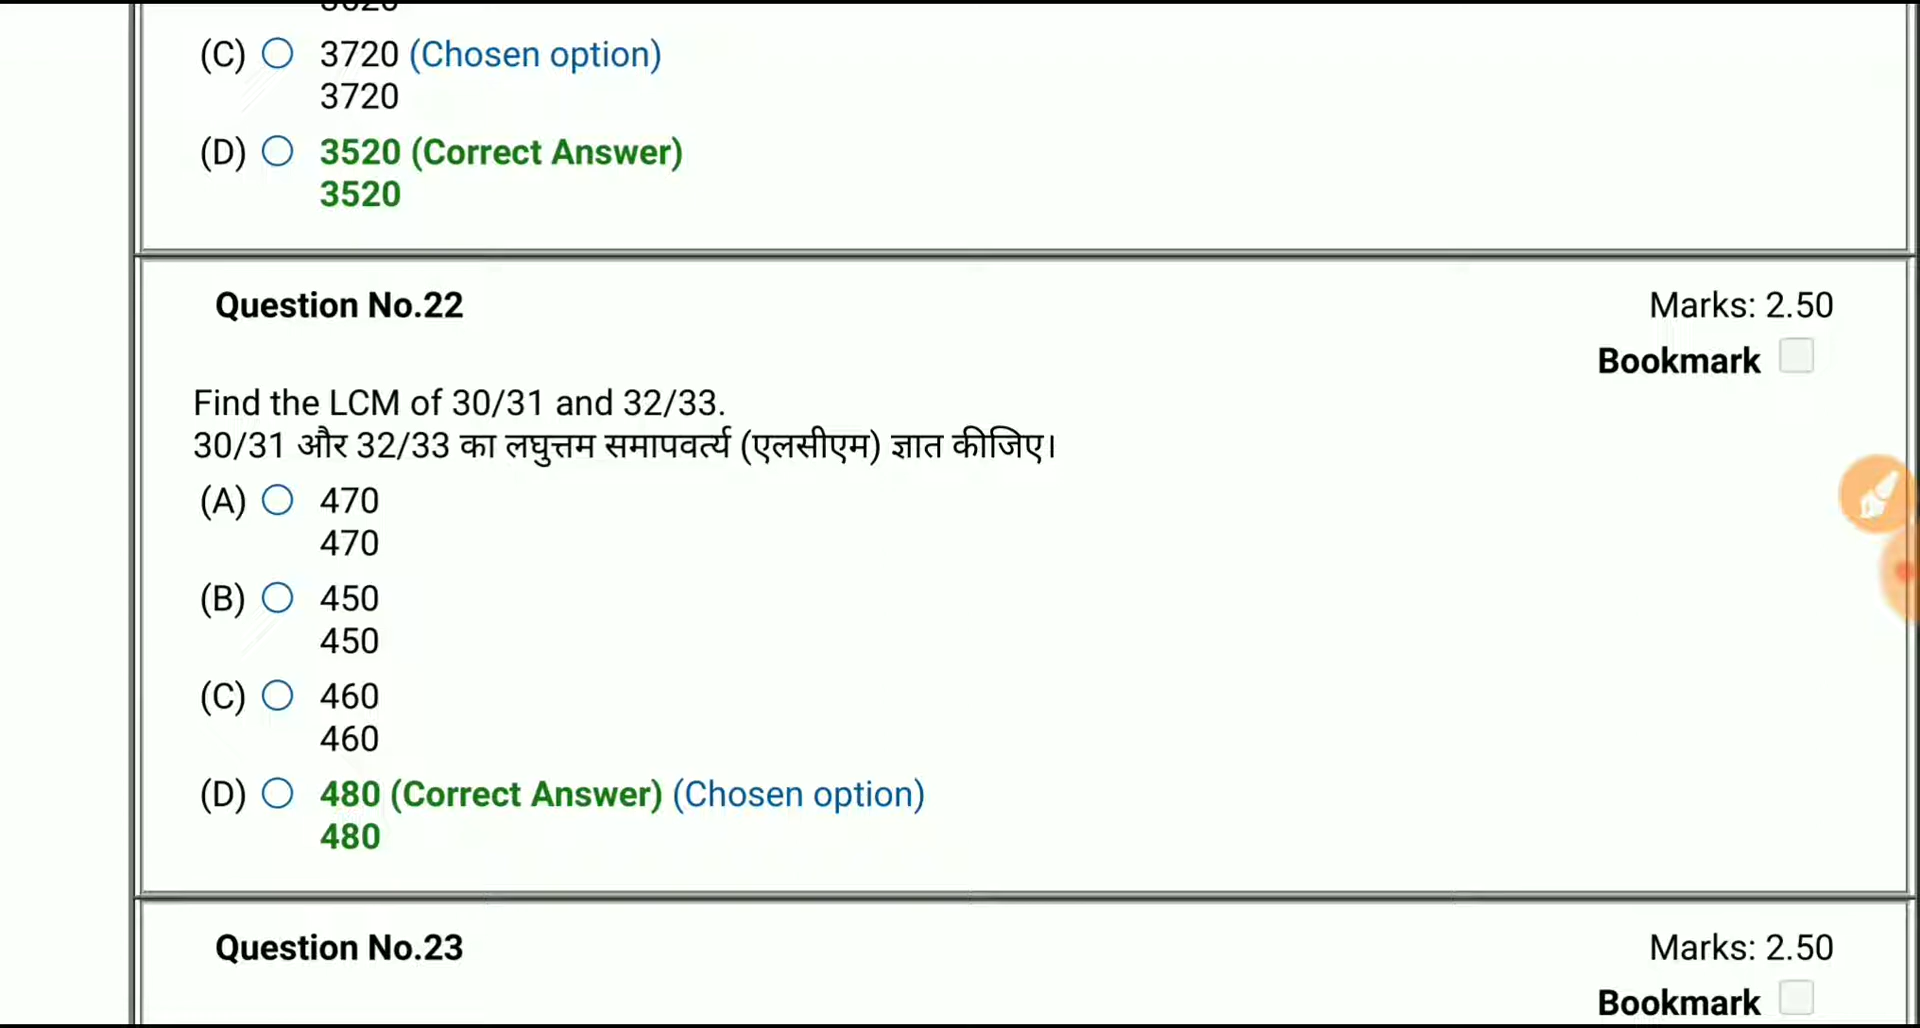 (C) 3720 (Chosen option)
3720
(D) 3520 (Correct Answer)
3520
Question No.22
Marks: 2.50
Bookmark
Find the LCM of 30/31 and 32/33.
30/31 और 32/33 का लघुत्तम समापवर्त्य (एलसीएम) ज्ञात कीजिए।
(A) 470
470
(B) 450
450
(C) 460
460
(D) 480 (Correct Answer) (Chosen option)
480
Question No.23
Marks: 2.50
Bookmark